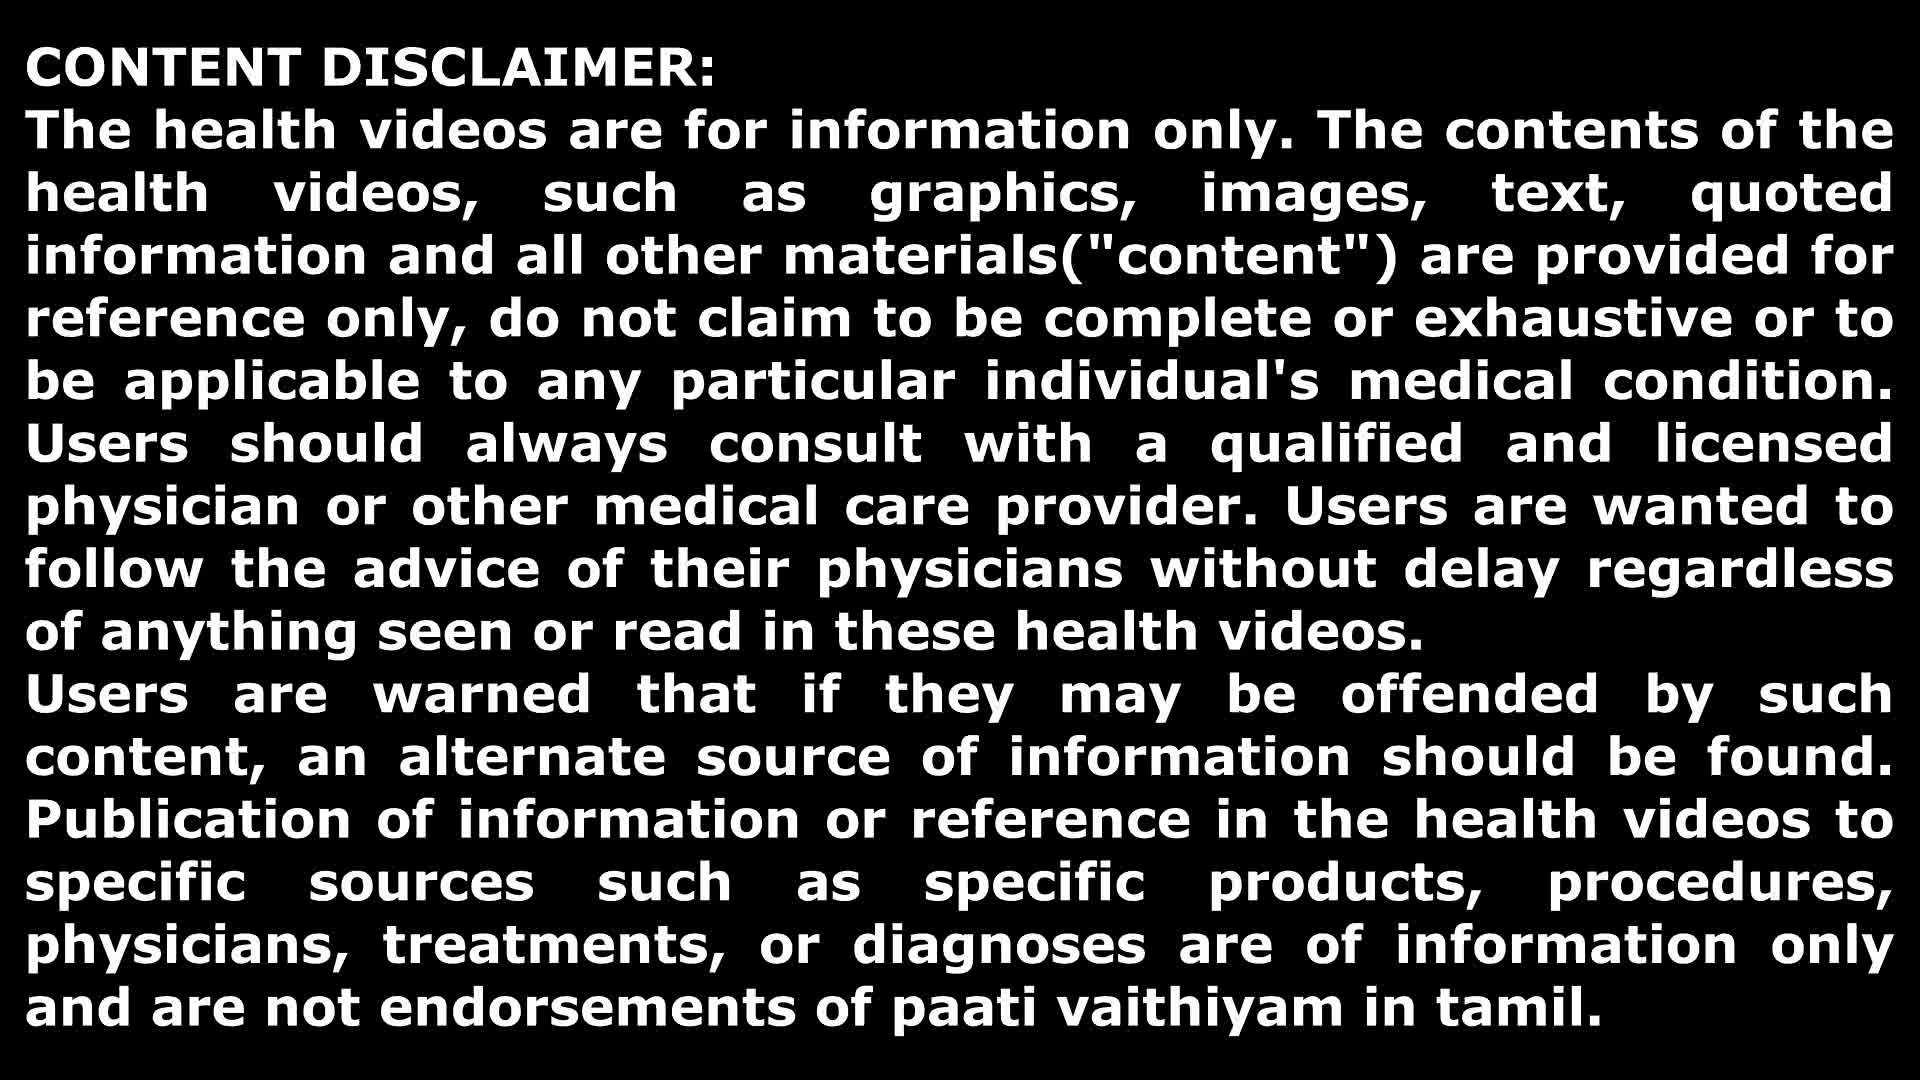 CONTENT DISCLAIMER:
The health videos are for information only. The contents of the
health videos, such as graphics, images, text, quoted
information and all other materials("content") are provided for
reference only, do not claim to be complete or exhaustive or to
be applicable to any particular individual's medical condition.
Users should always consult with a qualified and licensed
physician or other medical care provider. Users are wanted to
follow the advice of their physicians without delay regardless
of anything seen or read in these health videos.
Users are warned that if they may be offended by such
content, an alternate source of information should be found.
Publication of information or reference in the health videos to
specific sources such as specific products, procedures,
physicians, treatments, or diagnoses are of information only
and are not endorsements of paati vaithiyam in tamil.